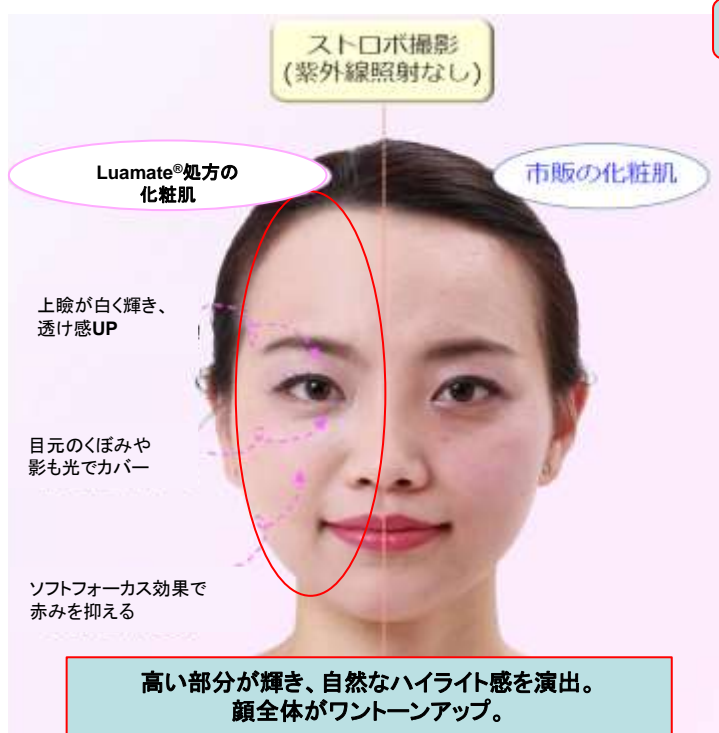 ストロボ撮影
(紫外線照射なし)
Luamate®処方の
化粧肌
市販の化粧肌
上瞼が白く輝き、
透け感UP
!
目元のくぼみや
影も光でカバー
ソフトフォーカス効果で
赤みを抑える
高い部分が輝き、自然なハイライト感を演出。
顔全体がワントーンアップ。